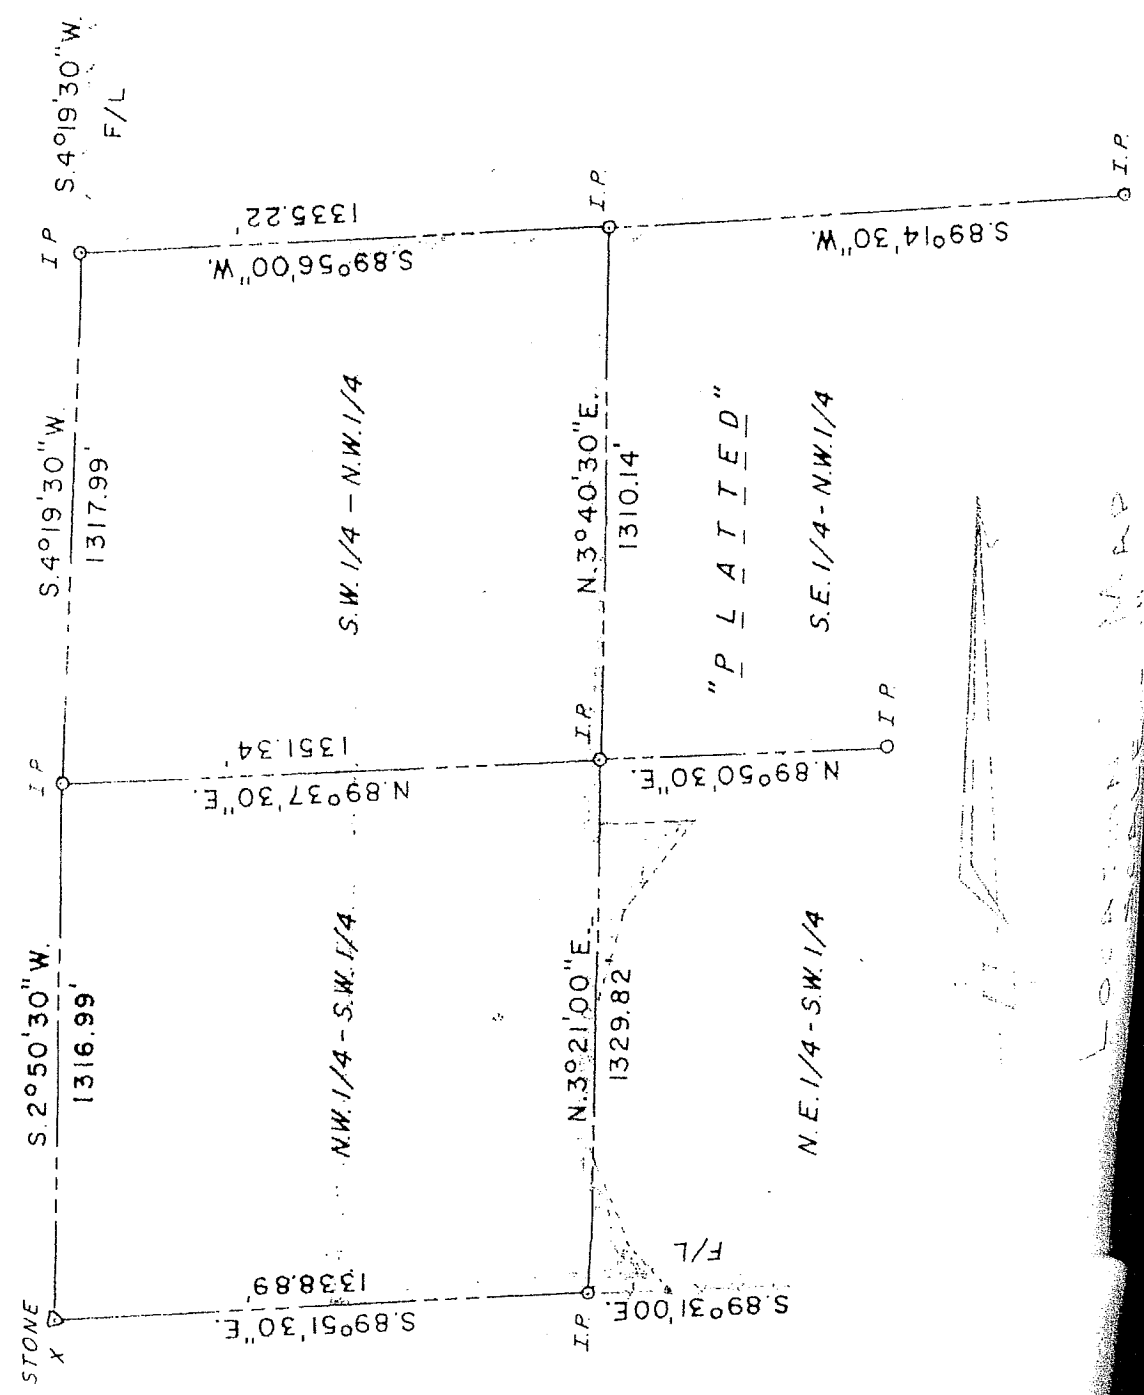 STONE
X
S.2°50'30"W.
1316.99'
I P
S.4°19'30"W.
1317.99'
I P
S.4°19'30"W.
F/L
S.89°51'30"E.
1338.89'
N.W.1/4-S.W.1/4
N.89°37'30"E.
1351.34'
S.W.1/4-N.W.1/4
S.89°56'00"W.
1335.22'
I.P.
N.3°21'00"E.
1329.82'
I.P.
N.3°40'30"E.
1310.14'
I.P.
S.89°31'00E.
F/L
N.E.1/4-S.W.1/4
N.89°50'30"E.
I P.
"PLATTED"
S.E.1/4-N.W.1/4
S.89°14'30"W.
I.P.